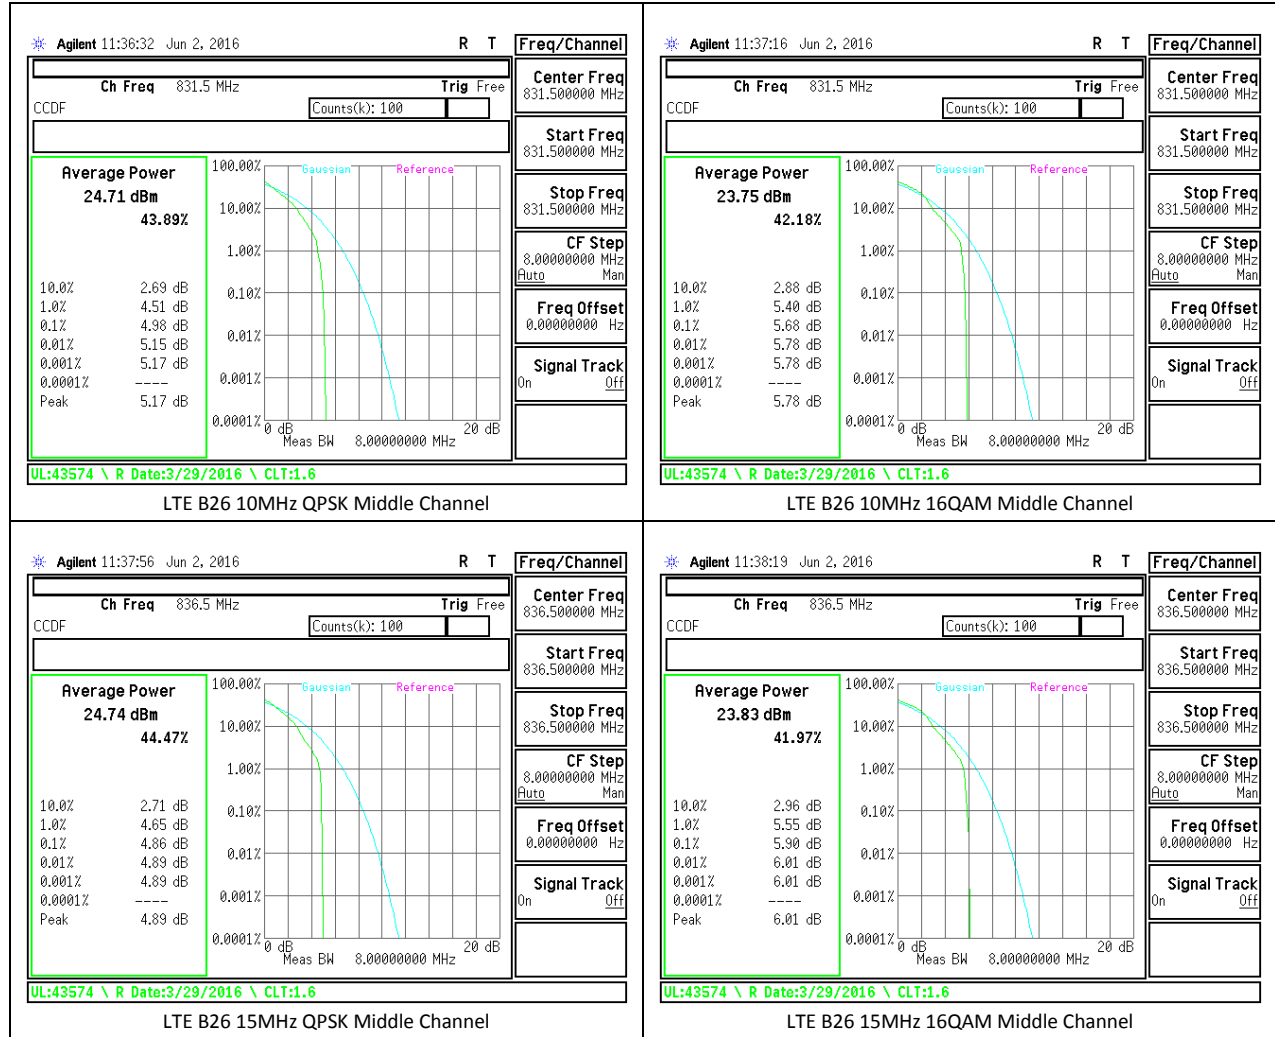 Agilent 11:36:32 Jun 2, 2016 R T Freq/Channel
Ch Freq 831.5 MHz Trig Free
CCDF Counts(k): 100
Center Freq
831.500000 MHz
Start Freq
831.500000 MHz
Stop Freq
831.500000 MHz
CF Step
8.00000000 MHz
Auto Man
Freq Offset
0.00000000 Hz
Signal Track
On Off
Average Power
24.71 dBm
43.89%
10.0% 2.69 dB
1.0% 4.51 dB
0.1% 4.98 dB
0.01% 5.15 dB
0.001% 5.17 dB
0.0001% ----
Peak 5.17 dB
Gaussian Reference
100.00%
10.00%
1.00%
0.10%
0.01%
0.001%
0.0001%
0 dB 20 dB
Meas BW 8.00000000 MHz
UL:43574 \ R Date:3/29/2016 \ CLT:1.6
LTE B26 10MHz QPSK Middle Channel
Agilent 11:37:16 Jun 2, 2016 R T Freq/Channel
Ch Freq 831.5 MHz Trig Free
CCDF Counts(k): 100
Center Freq
831.500000 MHz
Start Freq
831.500000 MHz
Stop Freq
831.500000 MHz
CF Step
8.00000000 MHz
Auto Man
Freq Offset
0.00000000 Hz
Signal Track
On Off
Average Power
23.75 dBm
42.18%
10.0% 2.88 dB
1.0% 5.40 dB
0.1% 5.68 dB
0.01% 5.78 dB
0.001% 5.78 dB
0.0001% ----
Peak 5.78 dB
Gaussian Reference
100.00%
10.00%
1.00%
0.10%
0.01%
0.001%
0.0001%
0 dB 20 dB
Meas BW 8.00000000 MHz
UL:43574 \ R Date:3/29/2016 \ CLT:1.6
LTE B26 10MHz 16QAM Middle Channel
Agilent 11:37:56 Jun 2, 2016 R T Freq/Channel
Ch Freq 836.5 MHz Trig Free
CCDF Counts(k): 100
Center Freq
836.500000 MHz
Start Freq
836.500000 MHz
Stop Freq
836.500000 MHz
CF Step
8.00000000 MHz
Auto Man
Freq Offset
0.00000000 Hz
Signal Track
On Off
Average Power
24.74 dBm
44.47%
10.0% 2.71 dB
1.0% 4.65 dB
0.1% 4.86 dB
0.01% 4.89 dB
0.001% 4.89 dB
0.0001% ----
Peak 4.89 dB
Gaussian Reference
100.00%
10.00%
1.00%
0.10%
0.01%
0.001%
0.0001%
0 dB 20 dB
Meas BW 8.00000000 MHz
UL:43574 \ R Date:3/29/2016 \ CLT:1.6
LTE B26 15MHz QPSK Middle Channel
Agilent 11:38:19 Jun 2, 2016 R T Freq/Channel
Ch Freq 836.5 MHz Trig Free
CCDF Counts(k): 100
Center Freq
836.500000 MHz
Start Freq
836.500000 MHz
Stop Freq
836.500000 MHz
CF Step
8.00000000 MHz
Auto Man
Freq Offset
0.00000000 Hz
Signal Track
On Off
Average Power
23.83 dBm
41.97%
10.0% 2.96 dB
1.0% 5.55 dB
0.1% 5.90 dB
0.01% 6.01 dB
0.001% 6.01 dB
0.0001% ----
Peak 6.01 dB
Gaussian Reference
100.00%
10.00%
1.00%
0.10%
0.01%
0.001%
0.0001%
0 dB 20 dB
Meas BW 8.00000000 MHz
UL:43574 \ R Date:3/29/2016 \ CLT:1.6
LTE B26 15MHz 16QAM Middle Channel